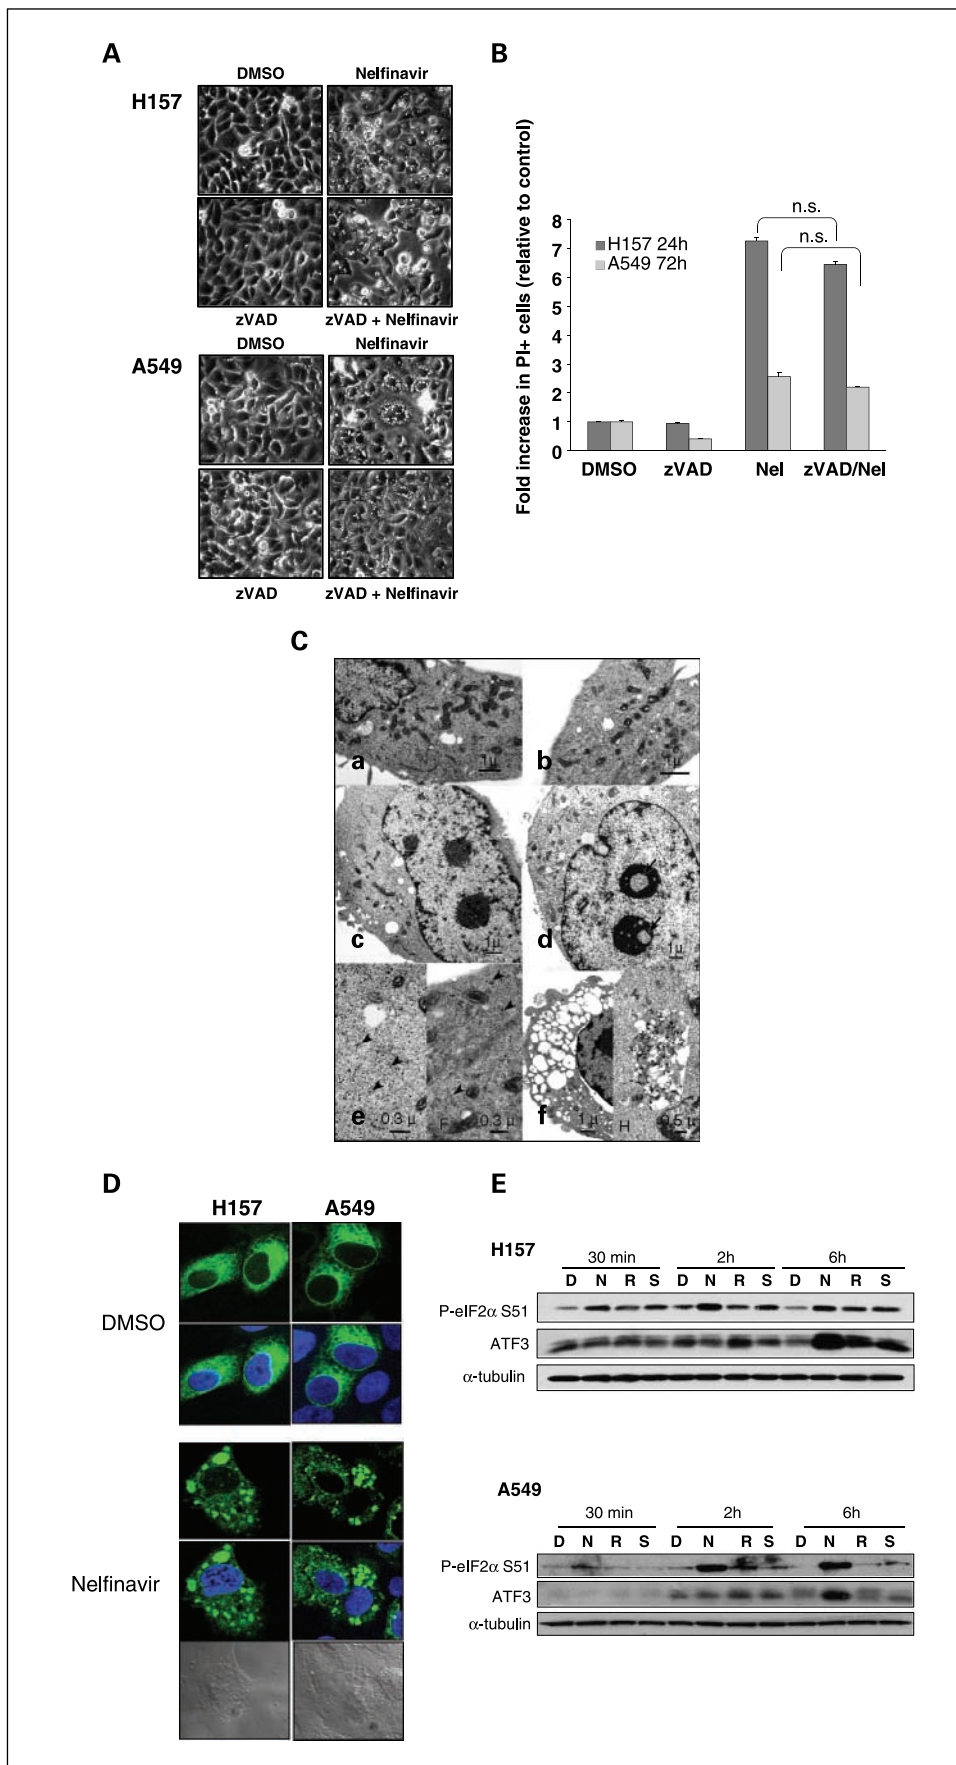 A
DMSO Nelfinavir
H157
zVAD zVAD + Nelfinavir
DMSO Nelfinavir
A549
zVAD zVAD + Nelfinavir
B
Fold increase in PI+ cells (relative to control)
8
7
6
5
4
3
2
1
0
H157 24h
A549 72h
n.s.
n.s.
DMSO zVAD Nel zVAD/Nel
C
a 1μ b 1μ
c 1μ d 1μ
e 0.3 μ F 0.3 μ f 1μ H 0.5 μ
D
H157 A549
DMSO
Nelfinavir
E
H157
30 min 2h 6h
D N R S D N R S D N R S
P-eIF2α S51
ATF3
α-tubulin
A549
30 min 2h 6h
D N R S D N R S D N R S
P-eIF2α S51
ATF3
α-tubulin